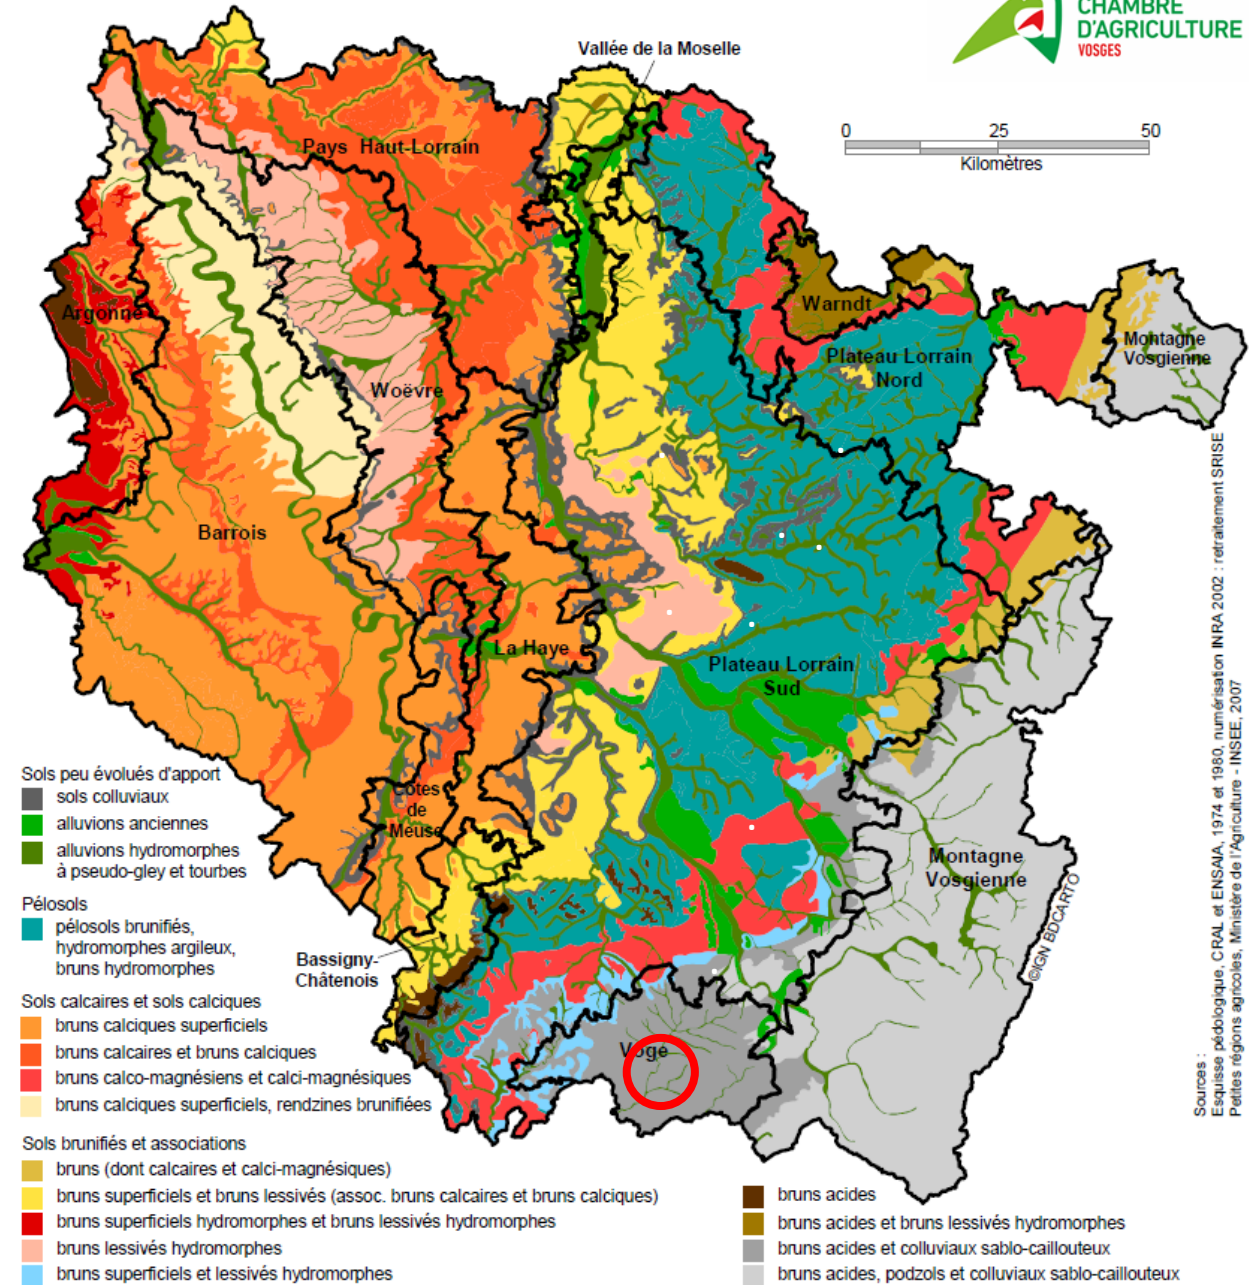 CHAMBRE
D'AGRICULTURE
VOSGES
Vallée de la Moselle
0 25 50
Kilomètres
Pays Haut-Lorrain
Argonne
Warndt
Montagne
Vosgienne
Plateau Lorrain
Nord
Woëvre
Barrois
La Haye
Plateau Lorrain
Sud
Côtes
de
Meuse
Montagne
Vosgienne
Bassigny-
Châtenois
Vôge
©IGN BDCARTO
Sources :
Esquisse pédologique, CRAL et ENSAIA, 1974 et 1980, numérisation INRA 2002 : retraitement SRISE
Petites régions agricoles, Ministère de l'Agriculture - INSEE, 2007
Sols peu évolués d'apport
sols colluviaux
alluvions anciennes
alluvions hydromorphes
à pseudo-gley et tourbes
Pélosols
pélosols brunifiés,
hydromorphes argileux,
bruns hydromorphes
Sols calcaires et sols calciques
bruns calciques superficiels
bruns calcaires et bruns calciques
bruns calco-magnésiens et calci-magnésiques
bruns calciques superficiels, rendzines brunifiées
Sols brunifiés et associations
bruns (dont calcaires et calci-magnésiques)
bruns superficiels et bruns lessivés (assoc. bruns calcaires et bruns calciques)
bruns superficiels hydromorphes et bruns lessivés hydromorphes
bruns lessivés hydromorphes
bruns superficiels et lessivés hydromorphes
bruns acides
bruns acides et bruns lessivés hydromorphes
bruns acides et colluviaux sablo-caillouteux
bruns acides, podzols et colluviaux sablo-caillouteux